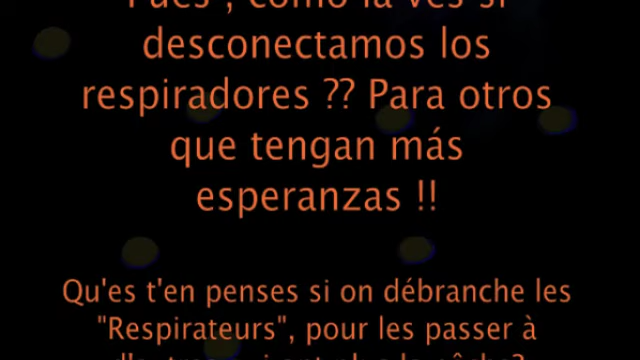 Pues , cómo la ves si
desconectamos los
respiradores ?? Para otros
que tengan más
esperanzas !!
Qu'es t'en penses si on débranche les
"Respirateurs", pour les passer à